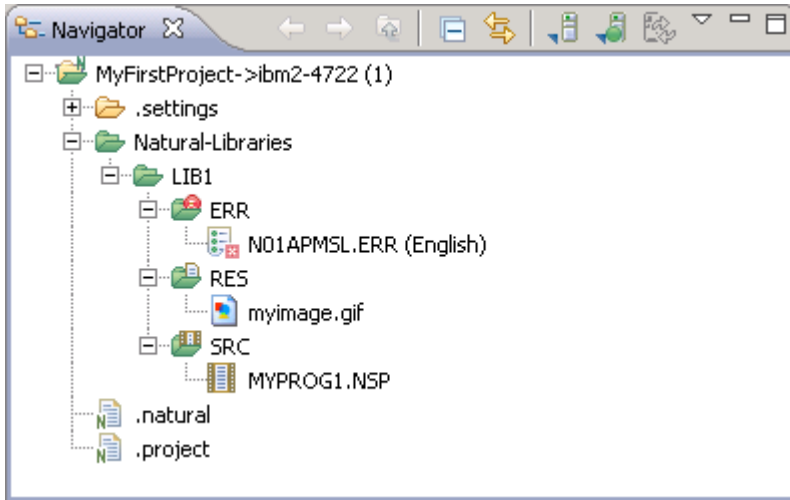 Navigator
MyFirstProject->ibm2-4722 (1)
.settings
Natural-Libraries
LIB1
ERR
N01APMSL.ERR (English)
RES
myimage.gif
SRC
MYPROG1.NSP
.natural
.project